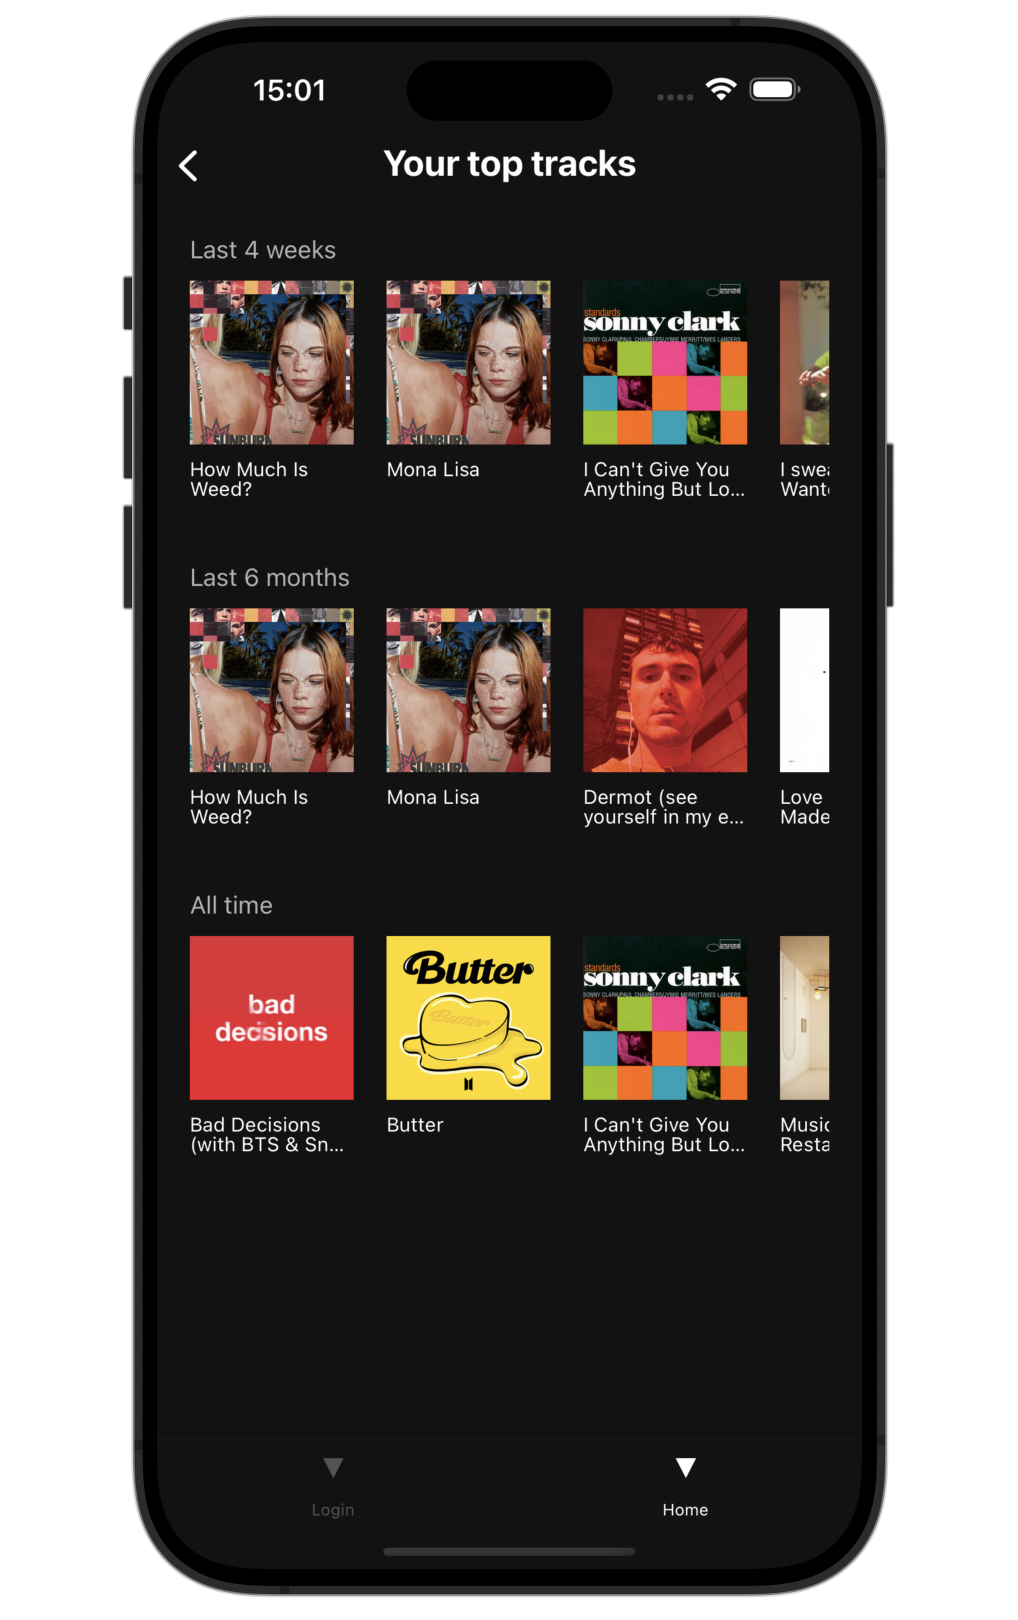 15:01
Your top tracks
Last 4 weeks
SUNBURN
SUNBURN
standards
sonny clark
SONNY CLARK/PAUL CHAMBERS/JYMIE MERRITT/WES LANDERS
How Much Is
Weed?
Mona Lisa
I Can't Give You
Anything But Lo...
I swea
Wante
Last 6 months
SUNBURN
SUNBURN
How Much Is
Weed?
Mona Lisa
Dermot (see
yourself in my e...
Love
Made
All time
bad
decisions
Butter
Butter
standards
sonny clark
SONNY CLARK/PAUL CHAMBERS/JYMIE MERRITT/WES LANDERS
Bad Decisions
(with BTS & Sn...
Butter
I Can't Give You
Anything But Lo...
Music
Resta
Login
Home